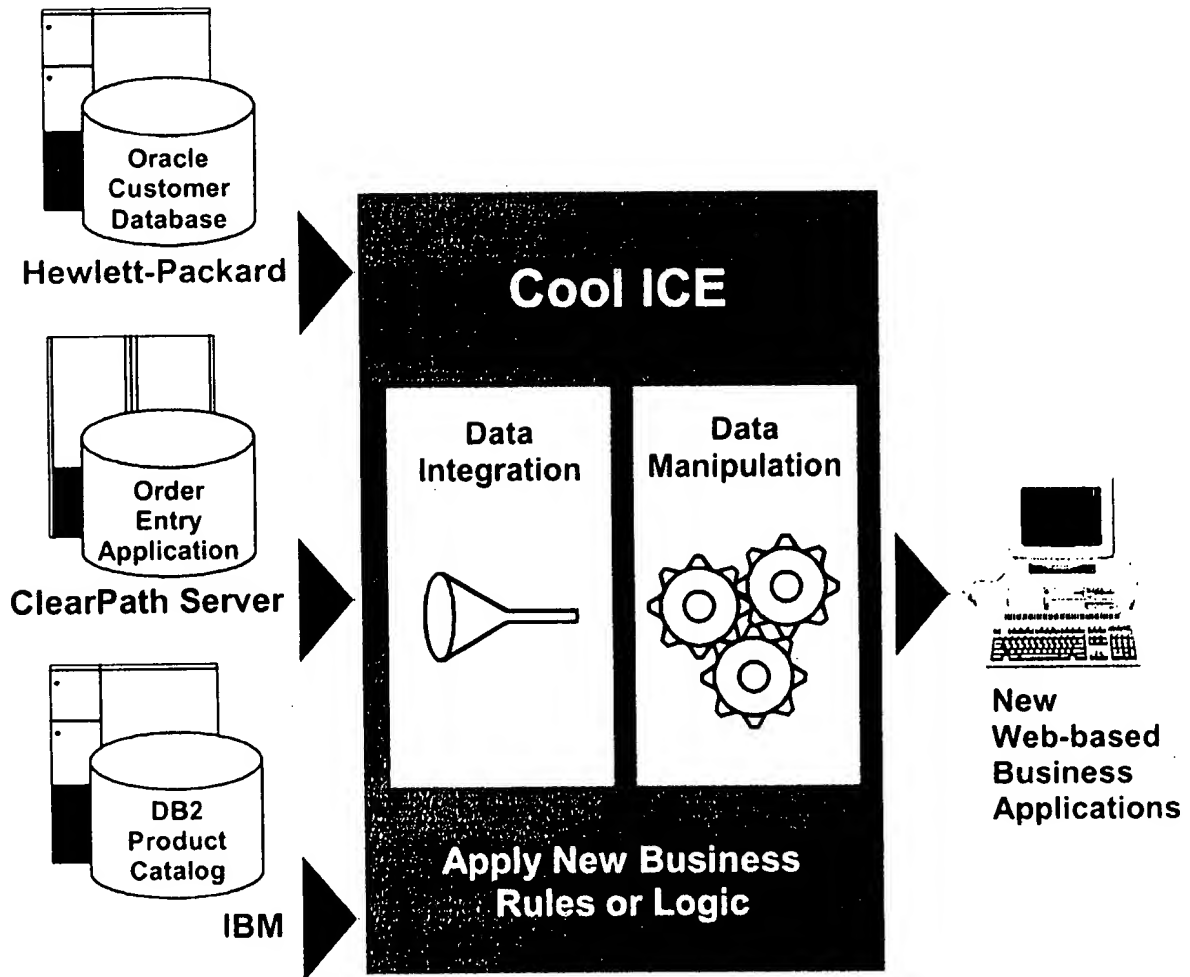 Oracle
Customer
Database
Hewlett-Packard
Order
Entry
Application
ClearPath Server
DB2
Product
Catalog
IBM
Cool ICE
Data
Integration
Data
Manipulation
Apply New Business
Rules or Logic
New
Web-based
Business
Applications